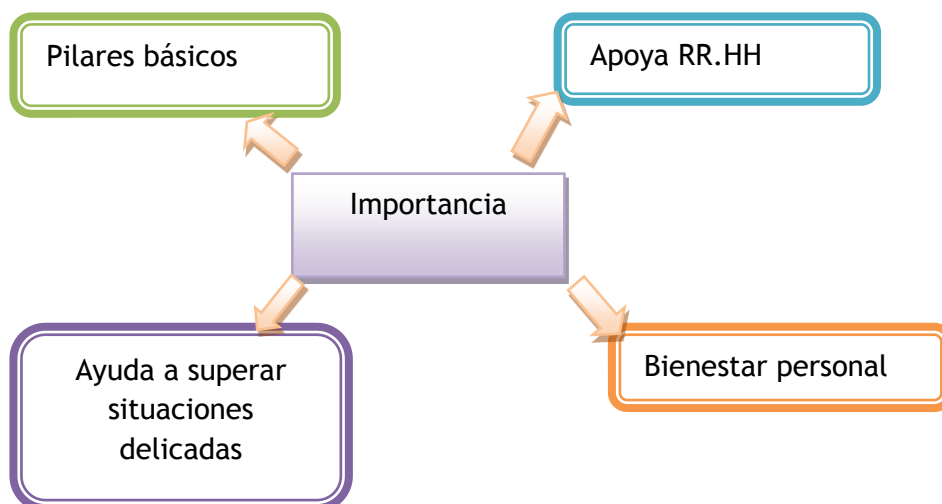 Pilares básicos
Apoya RR.HH
Importancia
Ayuda a superar
situaciones
delicadas
Bienestar personal